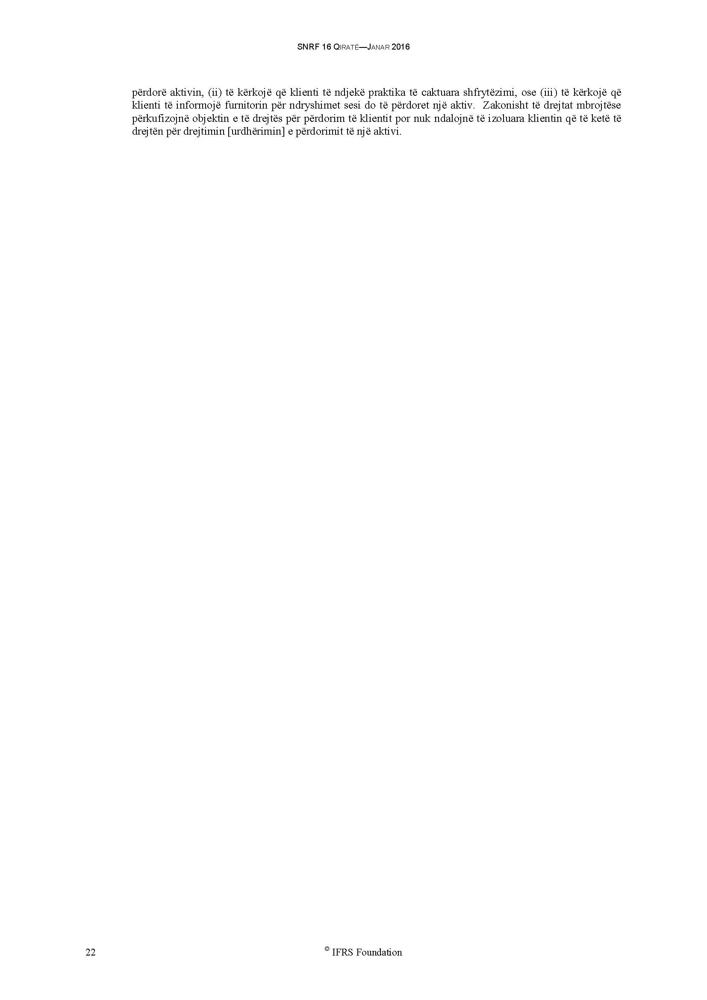 SNRF 16 QIRATË—JANAR 2016
përdorë aktivin, (ii) të kërkojë që klienti të ndjekë praktika të caktuara shfrytëzimi, ose (iii) të kërkojë që
klienti të informojë furnitorin për ndryshimet sesi do të përdoret një aktiv.  Zakonisht të drejtat mbrojtëse
përkufizojnë objektin e të drejtës për përdorim të klientit por nuk ndalojnë të izoluara klientin që të ketë të
drejtën për drejtimin [urdhërimin] e përdorimit të një aktivi.
22 © IFRS Foundation